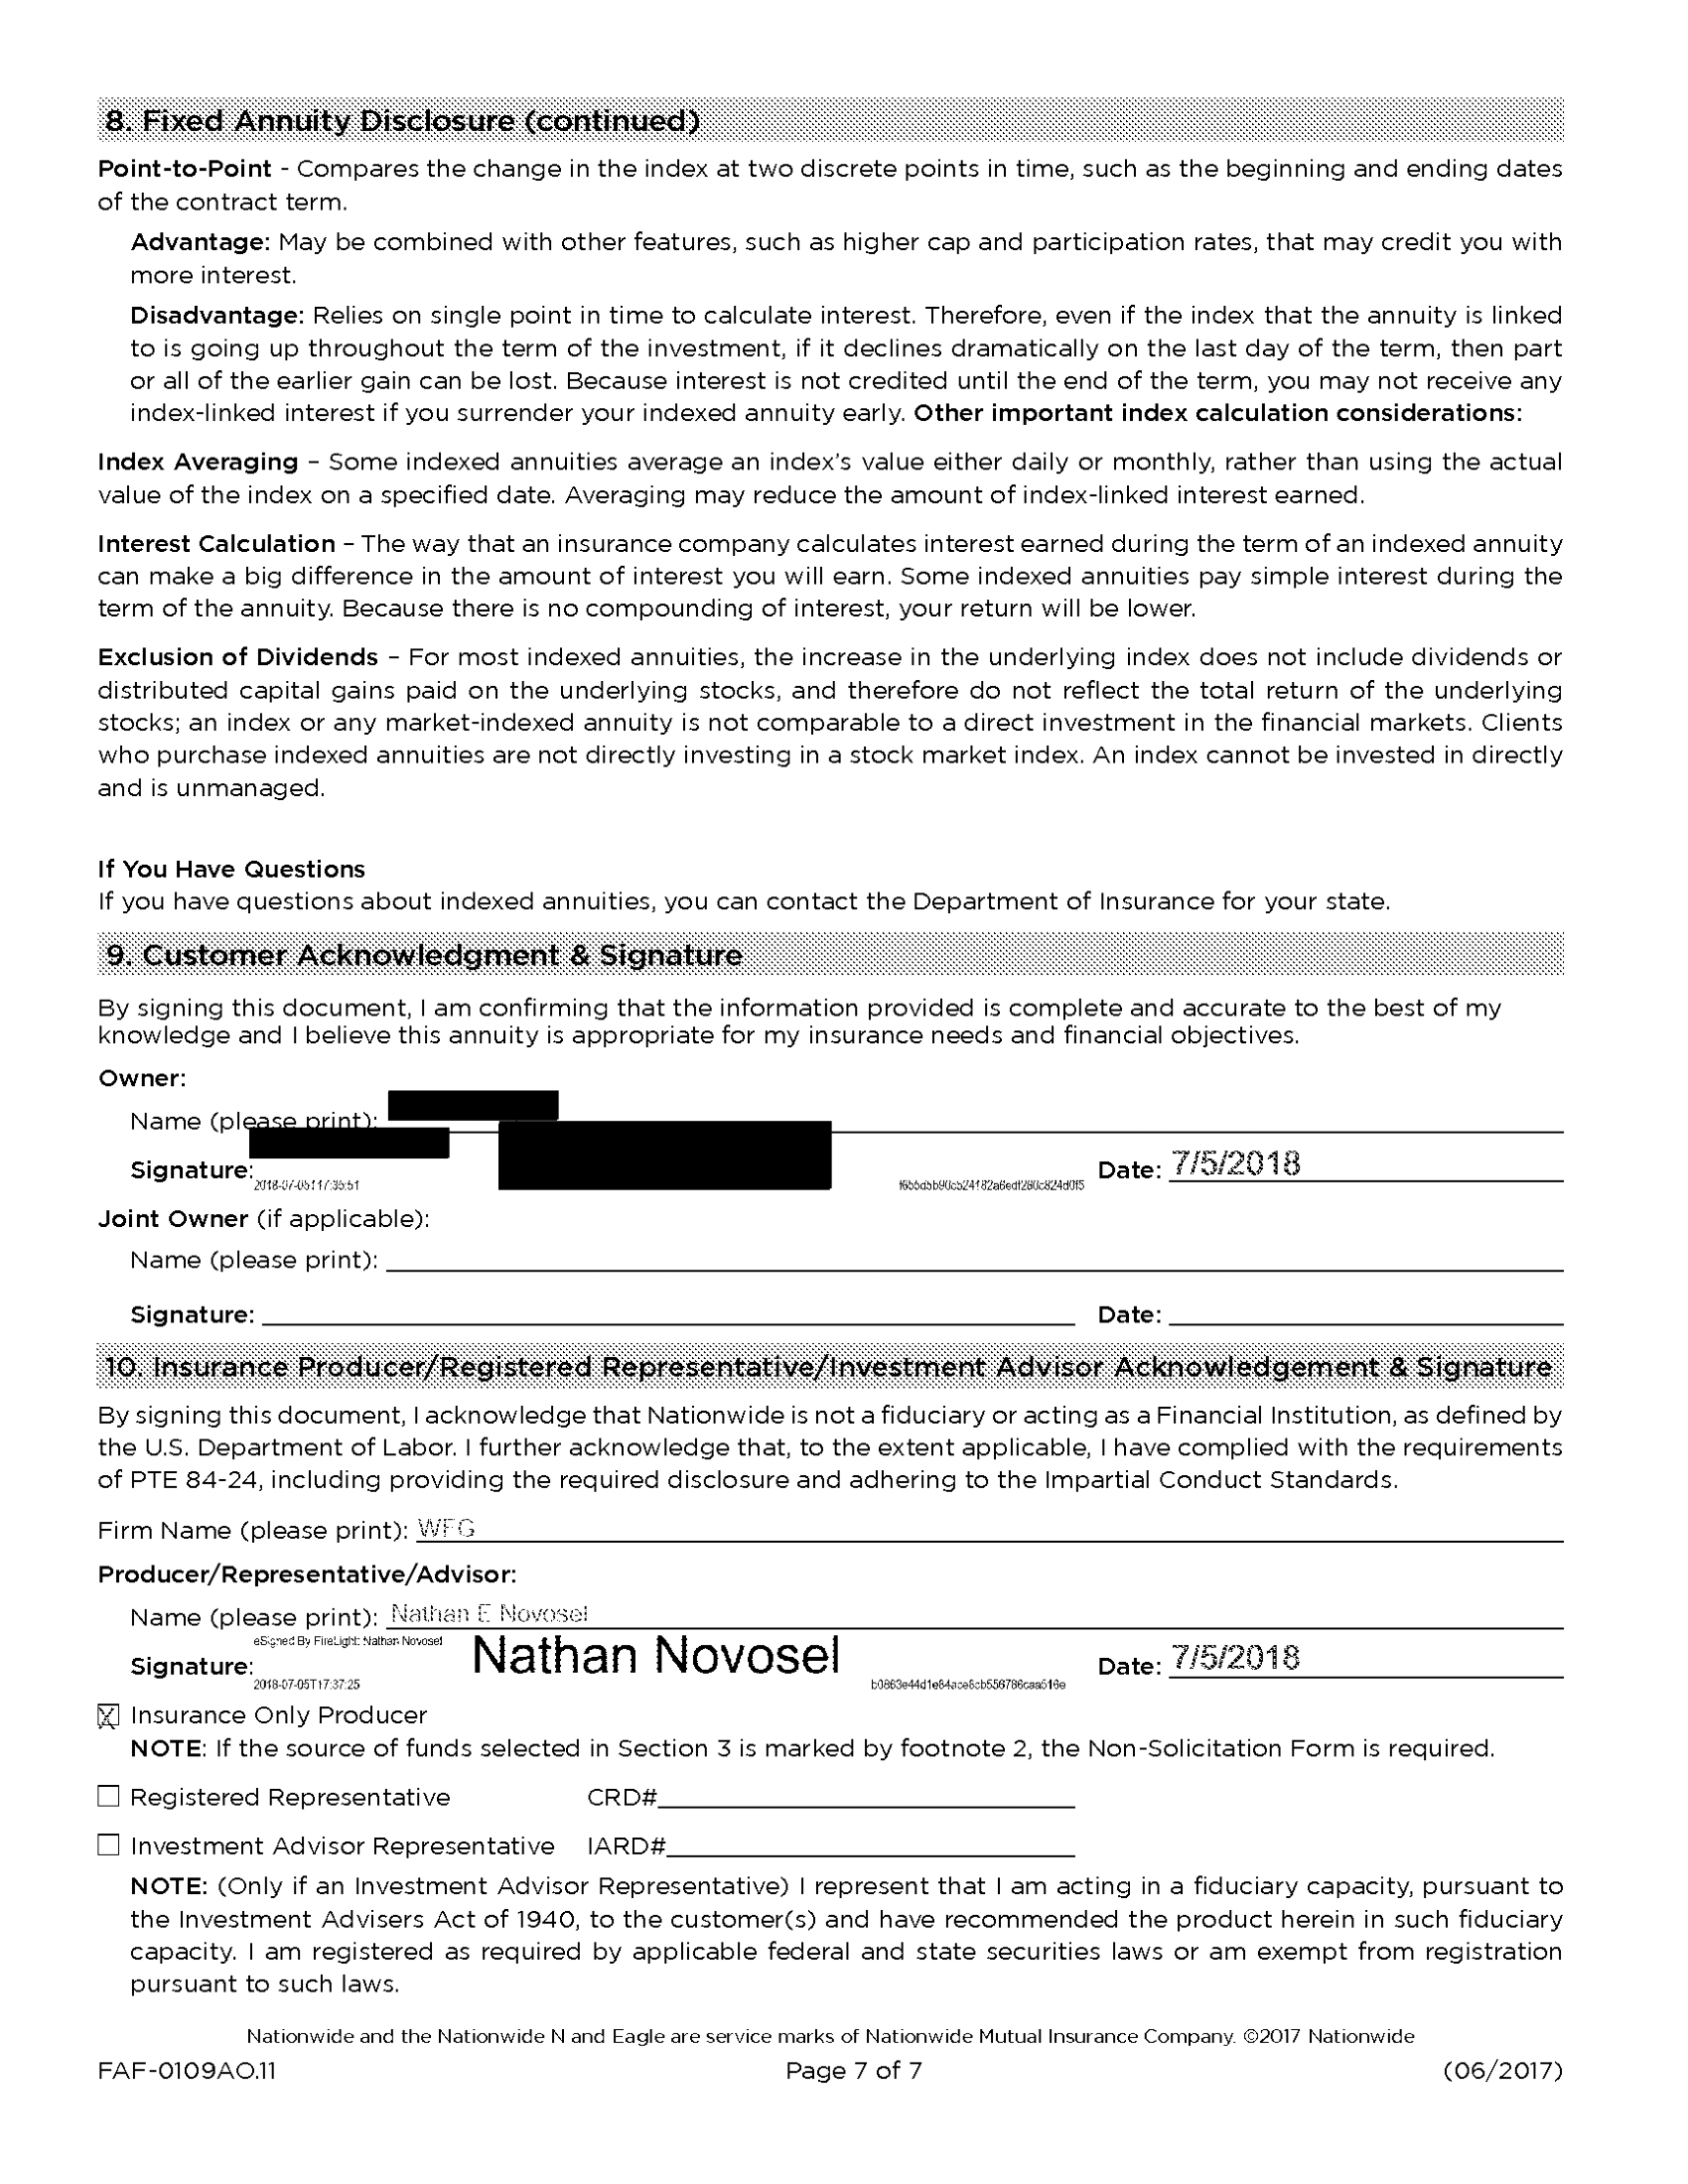 8. Fixed Annuity Disclosure (continued)
Point-to-Point - Compares the change in the index at two discrete points in time, such as the beginning and ending dates
of the contract term.
Advantage: May be combined with other features, such as higher cap and participation rates, that may credit you with
more interest.
Disadvantage: Relies on single point in time to calculate interest. Therefore, even if the index that the annuity is linked
to is going up throughout the term of the investment, if it declines dramatically on the last day of the term, then part
or all of the earlier gain can be lost. Because interest is not credited until the end of the term, you may not receive any
index-linked interest if you surrender your indexed annuity early. Other important index calculation considerations:
Index Averaging – Some indexed annuities average an index's value either daily or monthly, rather than using the actual
value of the index on a specified date. Averaging may reduce the amount of index-linked interest earned.
Interest Calculation – The way that an insurance company calculates interest earned during the term of an indexed annuity
can make a big difference in the amount of interest you will earn. Some indexed annuities pay simple interest during the
term of the annuity. Because there is no compounding of interest, your return will be lower.
Exclusion of Dividends – For most indexed annuities, the increase in the underlying index does not include dividends or
distributed capital gains paid on the underlying stocks, and therefore do not reflect the total return of the underlying
stocks; an index or any market-indexed annuity is not comparable to a direct investment in the financial markets. Clients
who purchase indexed annuities are not directly investing in a stock market index. An index cannot be invested in directly
and is unmanaged.
If You Have Questions
If you have questions about indexed annuities, you can contact the Department of Insurance for your state.
9. Customer Acknowledgment & Signature
By signing this document, I am confirming that the information provided is complete and accurate to the best of my
knowledge and I believe this annuity is appropriate for my insurance needs and financial objectives.
Owner:
Name (please print):
Signature: Date: 7/5/2018
Joint Owner (if applicable):
Name (please print):
Signature: Date:
10. Insurance Producer/Registered Representative/Investment Advisor Acknowledgement & Signature
By signing this document, I acknowledge that Nationwide is not a fiduciary or acting as a Financial Institution, as defined by
the U.S. Department of Labor. I further acknowledge that, to the extent applicable, I have complied with the requirements
of PTE 84-24, including providing the required disclosure and adhering to the Impartial Conduct Standards.
Firm Name (please print): WFG
Producer/Representative/Advisor:
Name (please print): Nathan E Novosel
eSigned By FireLight: Nathan Novosel
Signature: Nathan Novosel Date: 7/5/2018
2018-07-05T17:37:25
☒ Insurance Only Producer
NOTE: If the source of funds selected in Section 3 is marked by footnote 2, the Non-Solicitation Form is required.
☐ Registered Representative CRD#
☐ Investment Advisor Representative IARD#
NOTE: (Only if an Investment Advisor Representative) I represent that I am acting in a fiduciary capacity, pursuant to
the Investment Advisers Act of 1940, to the customer(s) and have recommended the product herein in such fiduciary
capacity. I am registered as required by applicable federal and state securities laws or am exempt from registration
pursuant to such laws.
Nationwide and the Nationwide N and Eagle are service marks of Nationwide Mutual Insurance Company. ©2017 Nationwide
FAF-0109AO.11 Page 7 of 7 (06/2017)